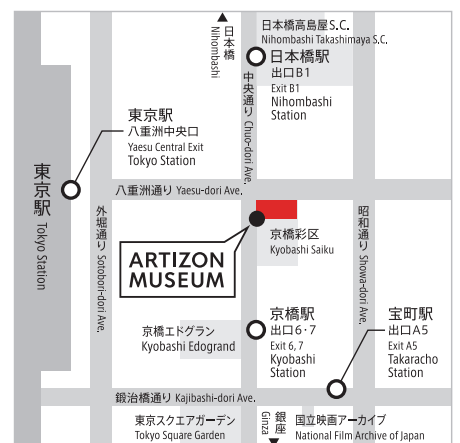 日本橋
Nihombashi
日本橋高島屋S.C.
Nihombashi Takashimaya S.C.
日本橋駅
出口B1
Exit B1
Nihombashi
Station
中央通り Chuo-dori Ave.
東京駅
八重洲中央口
Yaesu Central Exit
Tokyo Station
東京駅 Tokyo Station
八重洲通り Yaesu-dori Ave.
外堀通り Sotobori-dori Ave.
昭和通り Showa-dori Ave.
京橋彩区
Kyobashi Saiku
ARTIZON
MUSEUM
京橋駅
出口6・7
Exit 6, 7
Kyobashi
Station
宝町駅
出口A5
Exit A5
Takaracho
Station
京橋エドグラン
Kyobashi Edogrand
鍛治橋通り Kajibashi-dori Ave.
東京スクエアガーデン
Tokyo Square Garden
銀座
Ginza
国立映画アーカイブ
National Film Archive of Japan